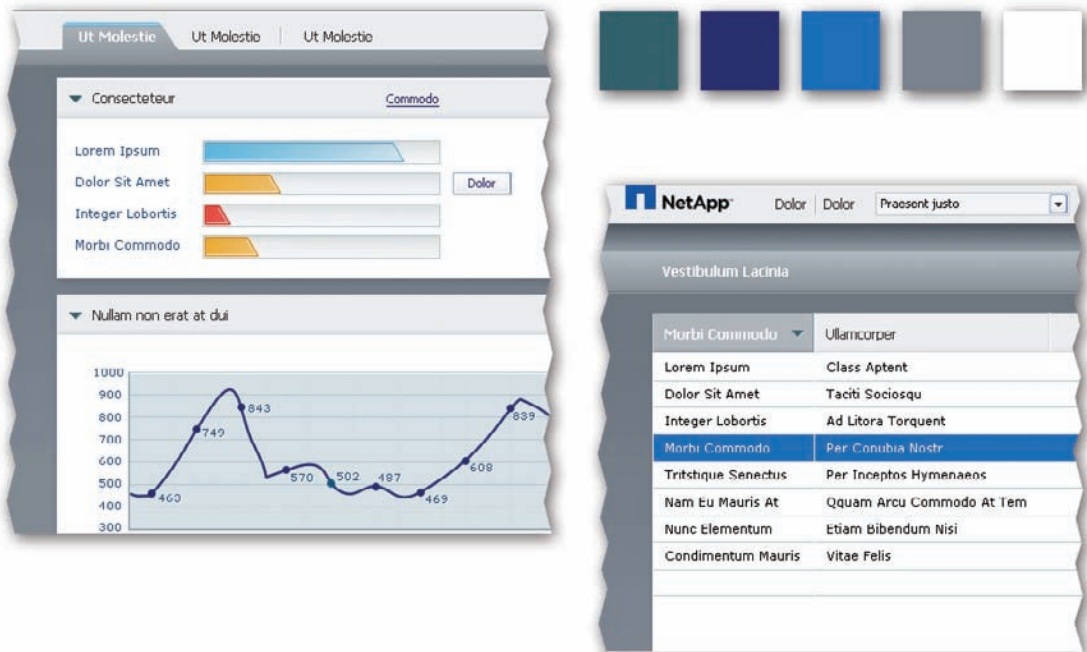 Ut Molestie Ut Molestie Ut Molestie
Consecteteur Commodo
Lorem Ipsum
Dolor Sit Amet Dolor
Integer Lobortis
Morbi Commodo
Nullam non erat at dui
1000
900
800
700
600
500
400
300
460
749
843
570
502
487
469
608
839
NetApp Dolor Dolor Praesent justo
Vestibulum Lacinia
Morbi Commodo Ullamcorper
Lorem Ipsum Class Aptent
Dolor Sit Amet Taciti Sociosqu
Integer Lobortis Ad Litora Torquent
Morbi Commodo Per Conubia Nostr
Tritstique Senectus Per Inceptos Hymenaeos
Nam Eu Mauris At Qquam Arcu Commodo At Tem
Nunc Elementum Etiam Bibendum Nisi
Condimentum Mauris Vitae Felis